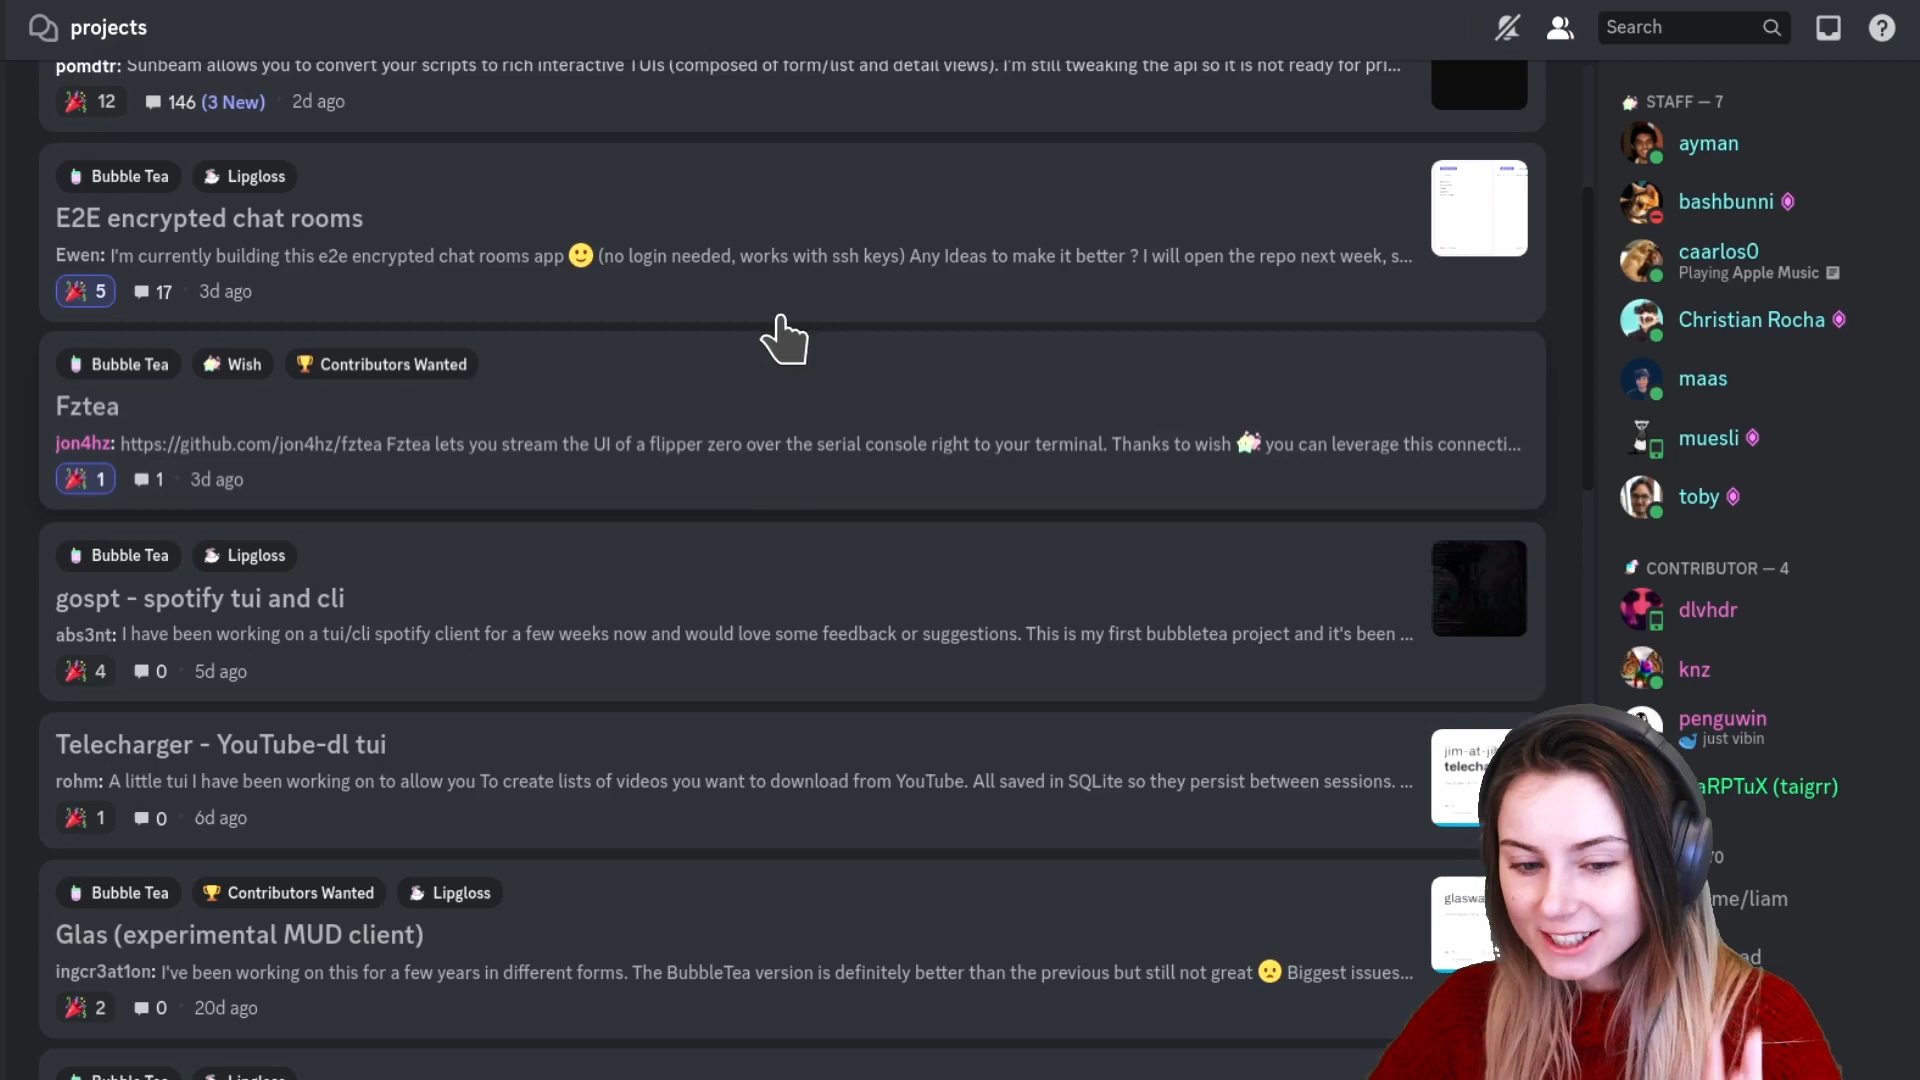 projects
Search
pomdtr: Sunbeam allows you to convert your scripts to rich interactive TUIs (composed of form/list and detail views). I'm still tweaking the api so it is not ready for pri...
12 146 (3 New) 2d ago
Bubble Tea Lipgloss
E2E encrypted chat rooms
Ewen: I'm currently building this e2e encrypted chat rooms app 🙂 (no login needed, works with ssh keys) Any Ideas to make it better ? I will open the repo next week, s...
5 17 3d ago
Bubble Tea Wish Contributors Wanted
Fztea
jon4hz: https://github.com/jon4hz/fztea Fztea lets you stream the UI of a flipper zero over the serial console right to your terminal. Thanks to wish you can leverage this connecti...
1 1 3d ago
Bubble Tea Lipgloss
gospt - spotify tui and cli
abs3nt: I have been working on a tui/cli spotify client for a few weeks now and would love some feedback or suggestions. This is my first bubbletea project and it's been ...
4 0 5d ago
Telecharger - YouTube-dl tui
rohm: A little tui I have been working on to allow you To create lists of videos you want to download from YouTube. All saved in SQLite so they persist between sessions. ...
1 0 6d ago
jim-at-ji
telech
Bubble Tea Contributors Wanted Lipgloss
Glas (experimental MUD client)
ingcr3at1on: I've been working on this for a few years in different forms. The BubbleTea version is definitely better than the previous but still not great 😦 Biggest issues...
2 0 20d ago
glaswa
Bubble Tea Lipgloss
STAFF — 7
ayman
bashbunni
caarlos0
Playing Apple Music
Christian Rocha
maas
muesli
toby
CONTRIBUTOR — 4
dlvhdr
knz
penguwin
just vibin
aRPTuX (taigrr)
me/liam